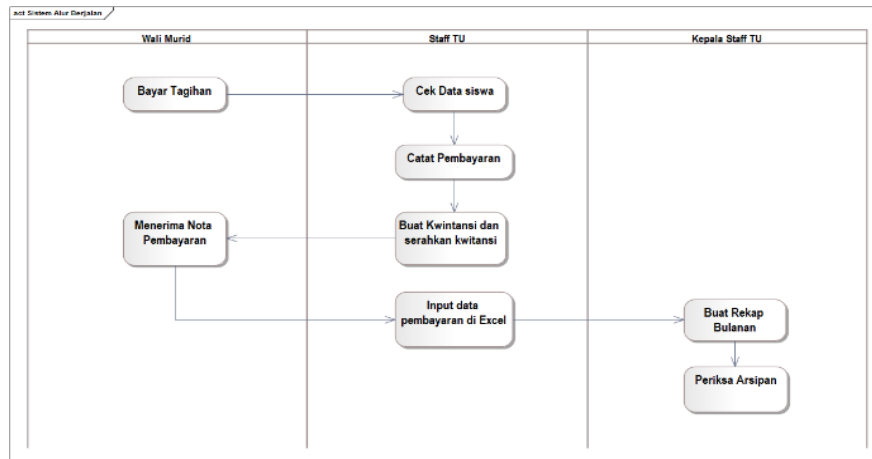 act Sistem Alur Berjalan
Wali Murid
Staff TU
Kepala Staff TU
Bayar Tagihan
Cek Data siswa
Catat Pembayaran
Menerima Nota
Pembayaran
Buat Kwintansi dan
serahkan kwitansi
Input data
pembayaran di Excel
Buat Rekap
Bulanan
Periksa Arsipan